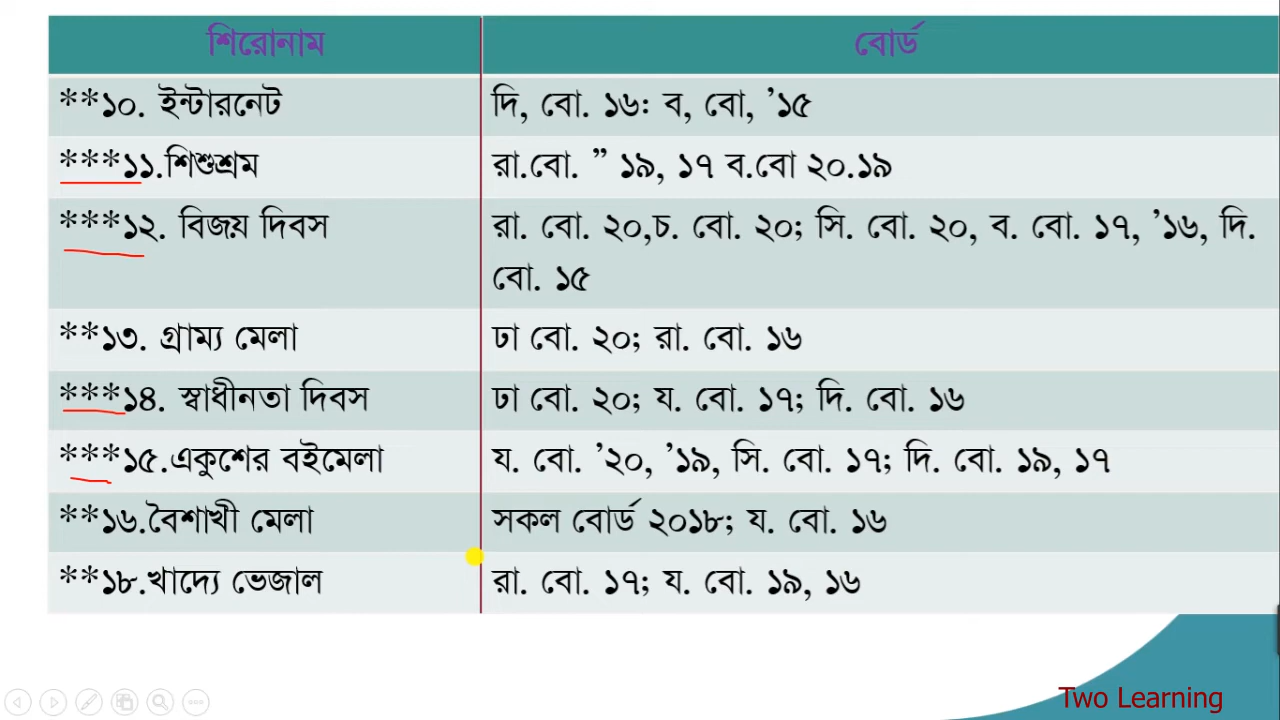 শিরোনাম বোর্ড
**১০. ইন্টারনেট দি, বো. ১৬ঃ ব, বো, ’১৫
***১১.শিশুশ্রম রা.বো. ” ১৯, ১৭ ব.বো ২০.১৯
***১২. বিজয় দিবস রা. বো. ২০,চ. বো. ২০; সি. বো. ২০, ব. বো. ১৭, ’১৬, দি.
বো. ১৫
**১৩. গ্রাম্য মেলা ঢা বো. ২০; রা. বো. ১৬
***১৪. স্বাধীনতা দিবস ঢা বো. ২০; য. বো. ১৭; দি. বো. ১৬
***১৫.একুশের বইমেলা য. বো. ’২০, ’১৯, সি. বো. ১৭; দি. বো. ১৯, ১৭
**১৬.বৈশাখী মেলা সকল বোর্ড ২০১৮; য. বো. ১৬
**১৮.খাদ্যে ভেজাল রা. বো. ১৭; য. বো. ১৯, ১৬
Two Learning